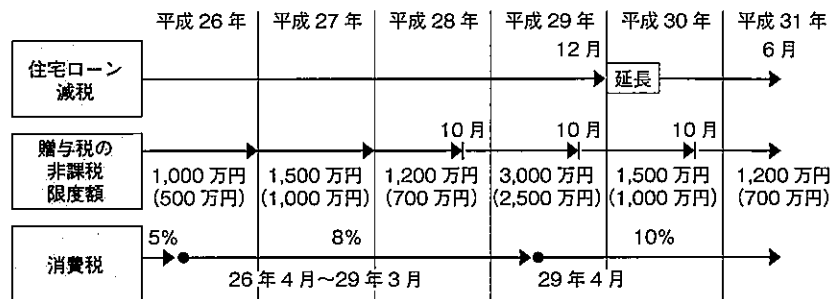 平成26年 平成27年 平成28年 平成29年 平成30年 平成31年
12月 6月
住宅ローン
減税
延長
10月 10月 10月
贈与税の
非課税
限度額
1,000万円 1,500万円 1,200万円 3,000万円 1,500万円 1,200万円
(500万円) (1,000万円) (700万円) (2,500万円) (1,000万円) (700万円)
5% 8% 10%
消費税
26年4月～29年3月 29年4月